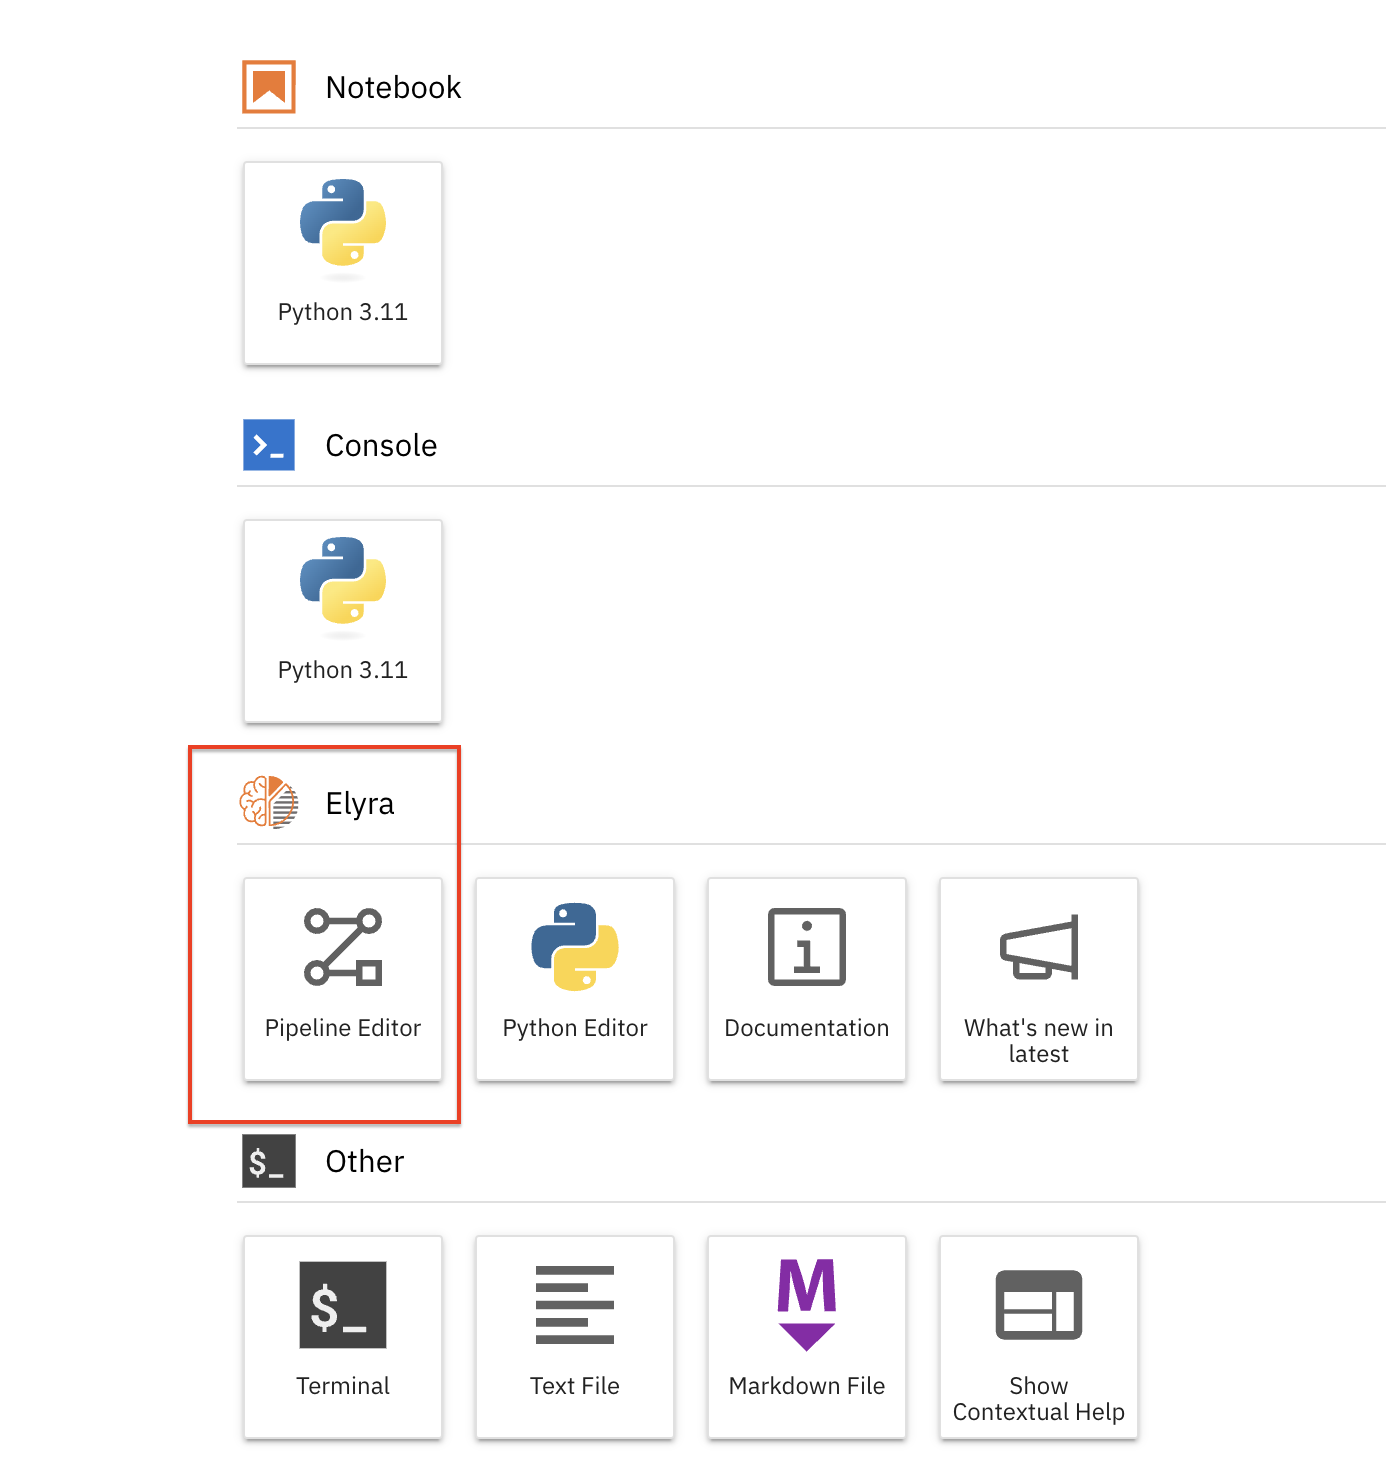 Notebook
Python 3.11
Console
Python 3.11
Elyra
Pipeline Editor
Python Editor
Documentation
What's new in
latest
Other
$_
$_
Terminal
Text File
M
Markdown File
Show
Contextual Help